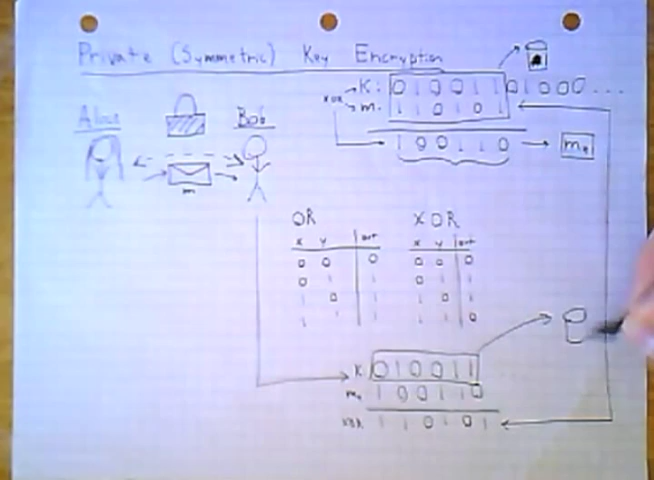 Private (Symmetric) Key Encryption
K: 0 1 0 0 1 1 0 1 0 0 0 ...
XOR m: 1 1 0 1 0 1
1 0 0 1 1 0 mₑ
Alice Bob
m
OR XOR
x y out x y out
0 0 0 0 0 0
0 1 1 0 1 1
1 0 1 1 0 1
1 1 1 1 1 0
K 0 1 0 0 1 1
mₑ 1 0 0 1 1 0
XOR 1 1 0 1 0 1